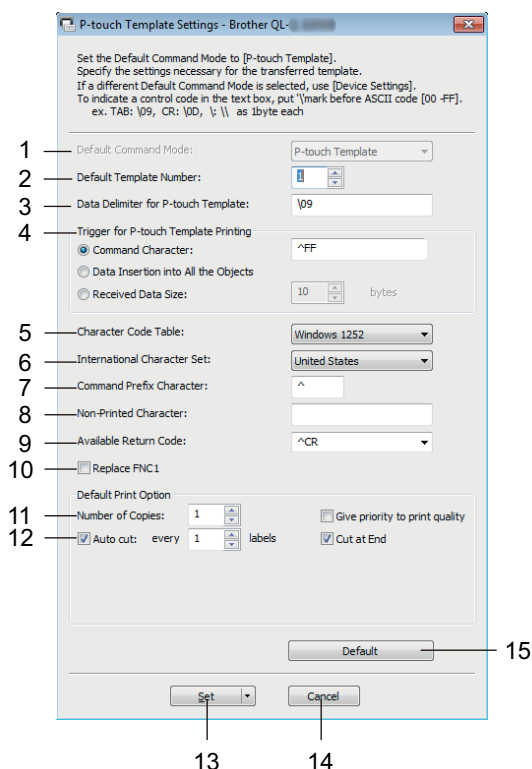 P-touch Template Settings - Brother QL-
Set the Default Command Mode to [P-touch Template].
Specify the settings necessary for the transferred template.
If a different Default Command Mode is selected, use [Device Settings].
To indicate a control code in the text box, put '\'mark before ASCII code [00 -FF].
ex. TAB: \09, CR: \0D, \: \\ as 1byte each
1 Default Command Mode: P-touch Template
2 Default Template Number: 1
3 Data Delimiter for P-touch Template: \09
4 Trigger for P-touch Template Printing
Command Character: ^FF
Data Insertion into All the Objects
Received Data Size: 10 bytes
5 Character Code Table: Windows 1252
6 International Character Set: United States
7 Command Prefix Character: ^
8 Non-Printed Character:
9 Available Return Code: ^CR
10 Replace FNC1
Default Print Option
11 Number of Copies: 1 Give priority to print quality
12 Auto cut: every 1 labels Cut at End
Default 15
Set Cancel
13 14